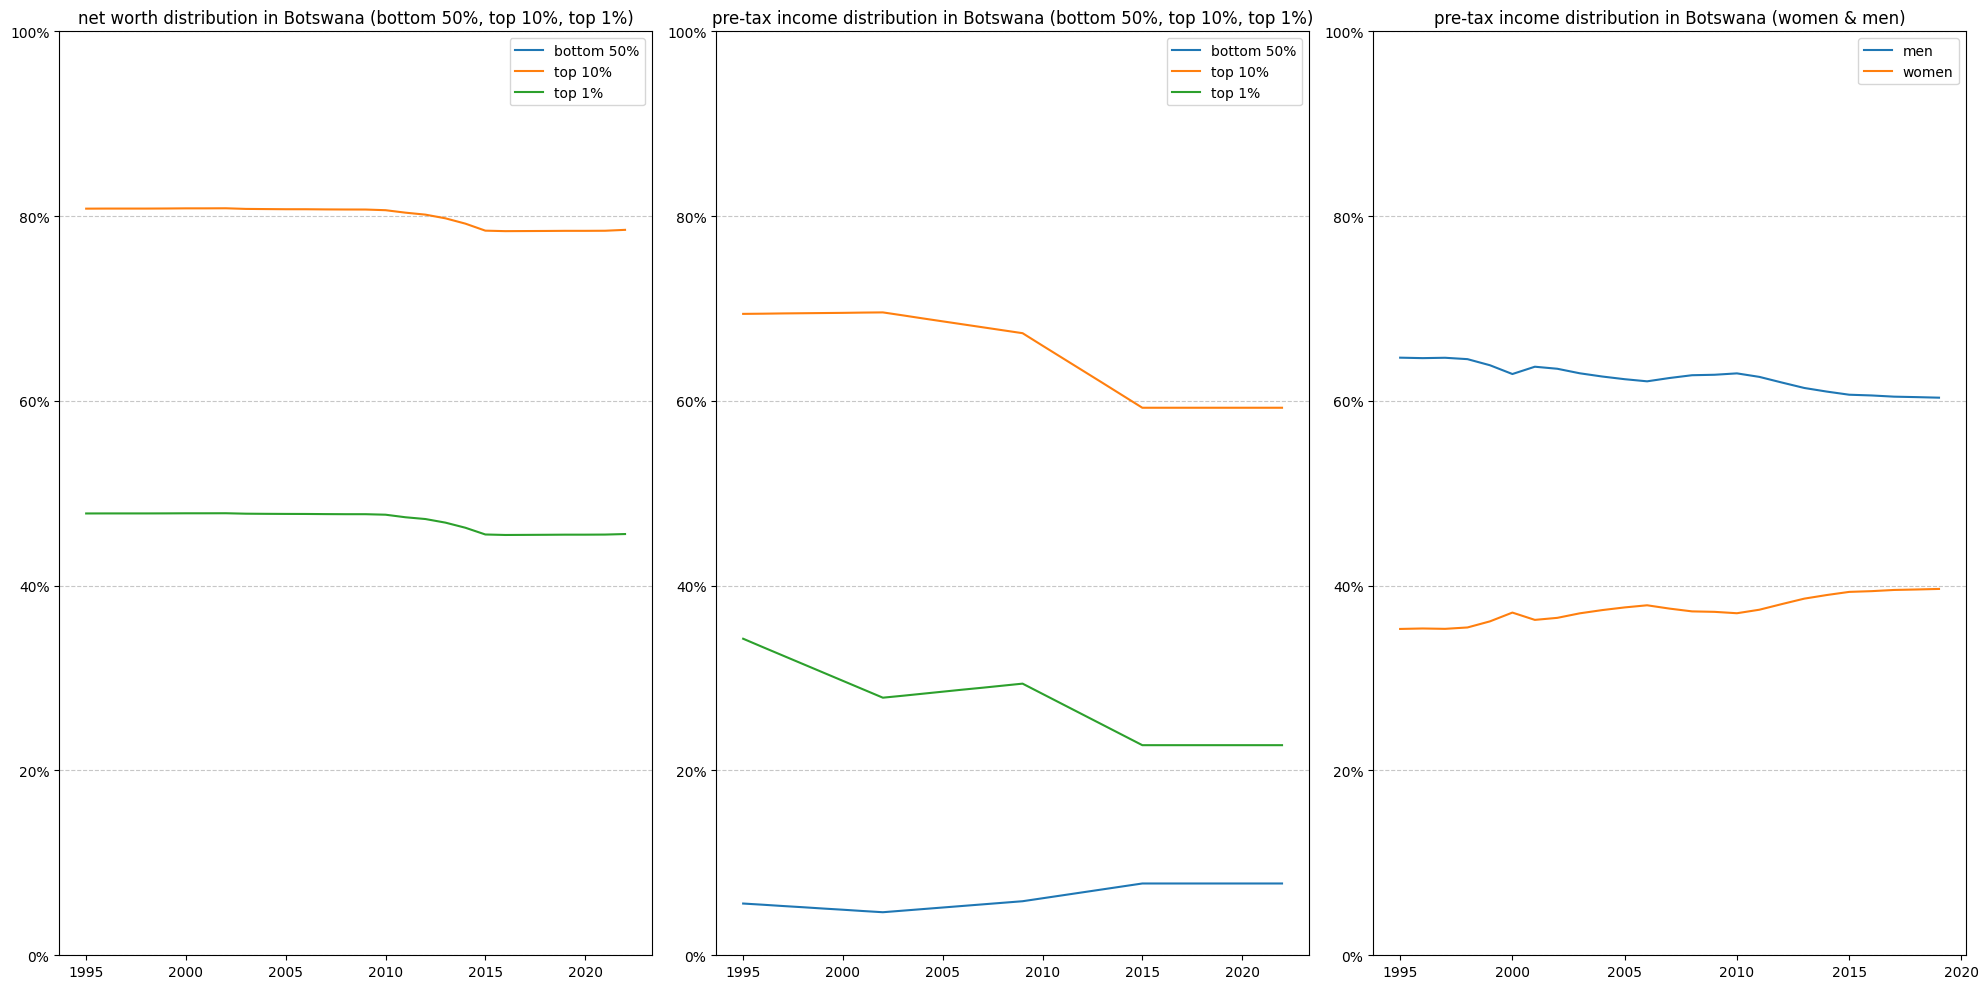 net worth distribution in Botswana (bottom 50%, top 10%, top 1%)
100%
80%
60%
40%
20%
0%
1995 2000 2005 2010 2015 2020
bottom 50%
top 10%
top 1%
pre-tax income distribution in Botswana (bottom 50%, top 10%, top 1%)
100%
80%
60%
40%
20%
0%
1995 2000 2005 2010 2015 2020
bottom 50%
top 10%
top 1%
pre-tax income distribution in Botswana (women & men)
100%
80%
60%
40%
20%
0%
1995 2000 2005 2010 2015 2020
men
women